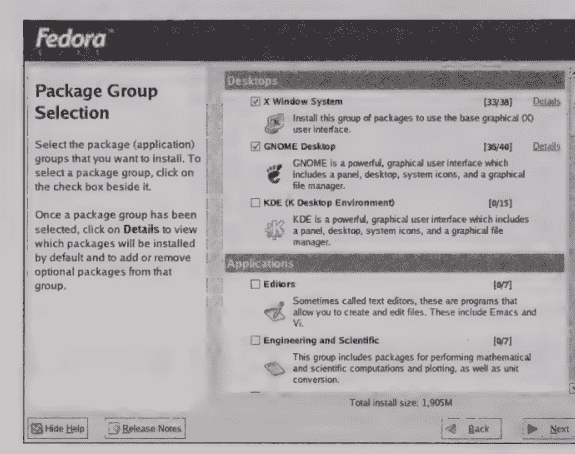 Fedora
Package Group
Selection
Select the package (application)
groups that you want to install. To
select a package group, click on
the check box beside it.
Once a package group has been
selected, click on Details to view
which packages will be installed
by default and to add or remove
optional packages from that
group.
Desktops
X Window System [33/38] Details
Install this group of packages to use the base graphical (X)
user interface.
GNOME Desktop [36/40] Details
GNOME is a powerful, graphical user interface which
includes a panel, desktop, system icons, and a graphical
file manager.
KDE (K Desktop Environment) [0/15]
KDE is a powerful, graphical user interface which includes
a panel, desktop, system icons, and a graphical file
manager.
Applications
Editors [0/7]
Sometimes called text editors, these are programs that
allow you to create and edit files. These include Emacs and
Vi.
Engineering and Scientific [0/7]
This group includes packages for performing mathematical
and scientific computations and plotting, as well as unit
conversion.
Total install size: 1,905M
Hide Help Release Notes Back Next